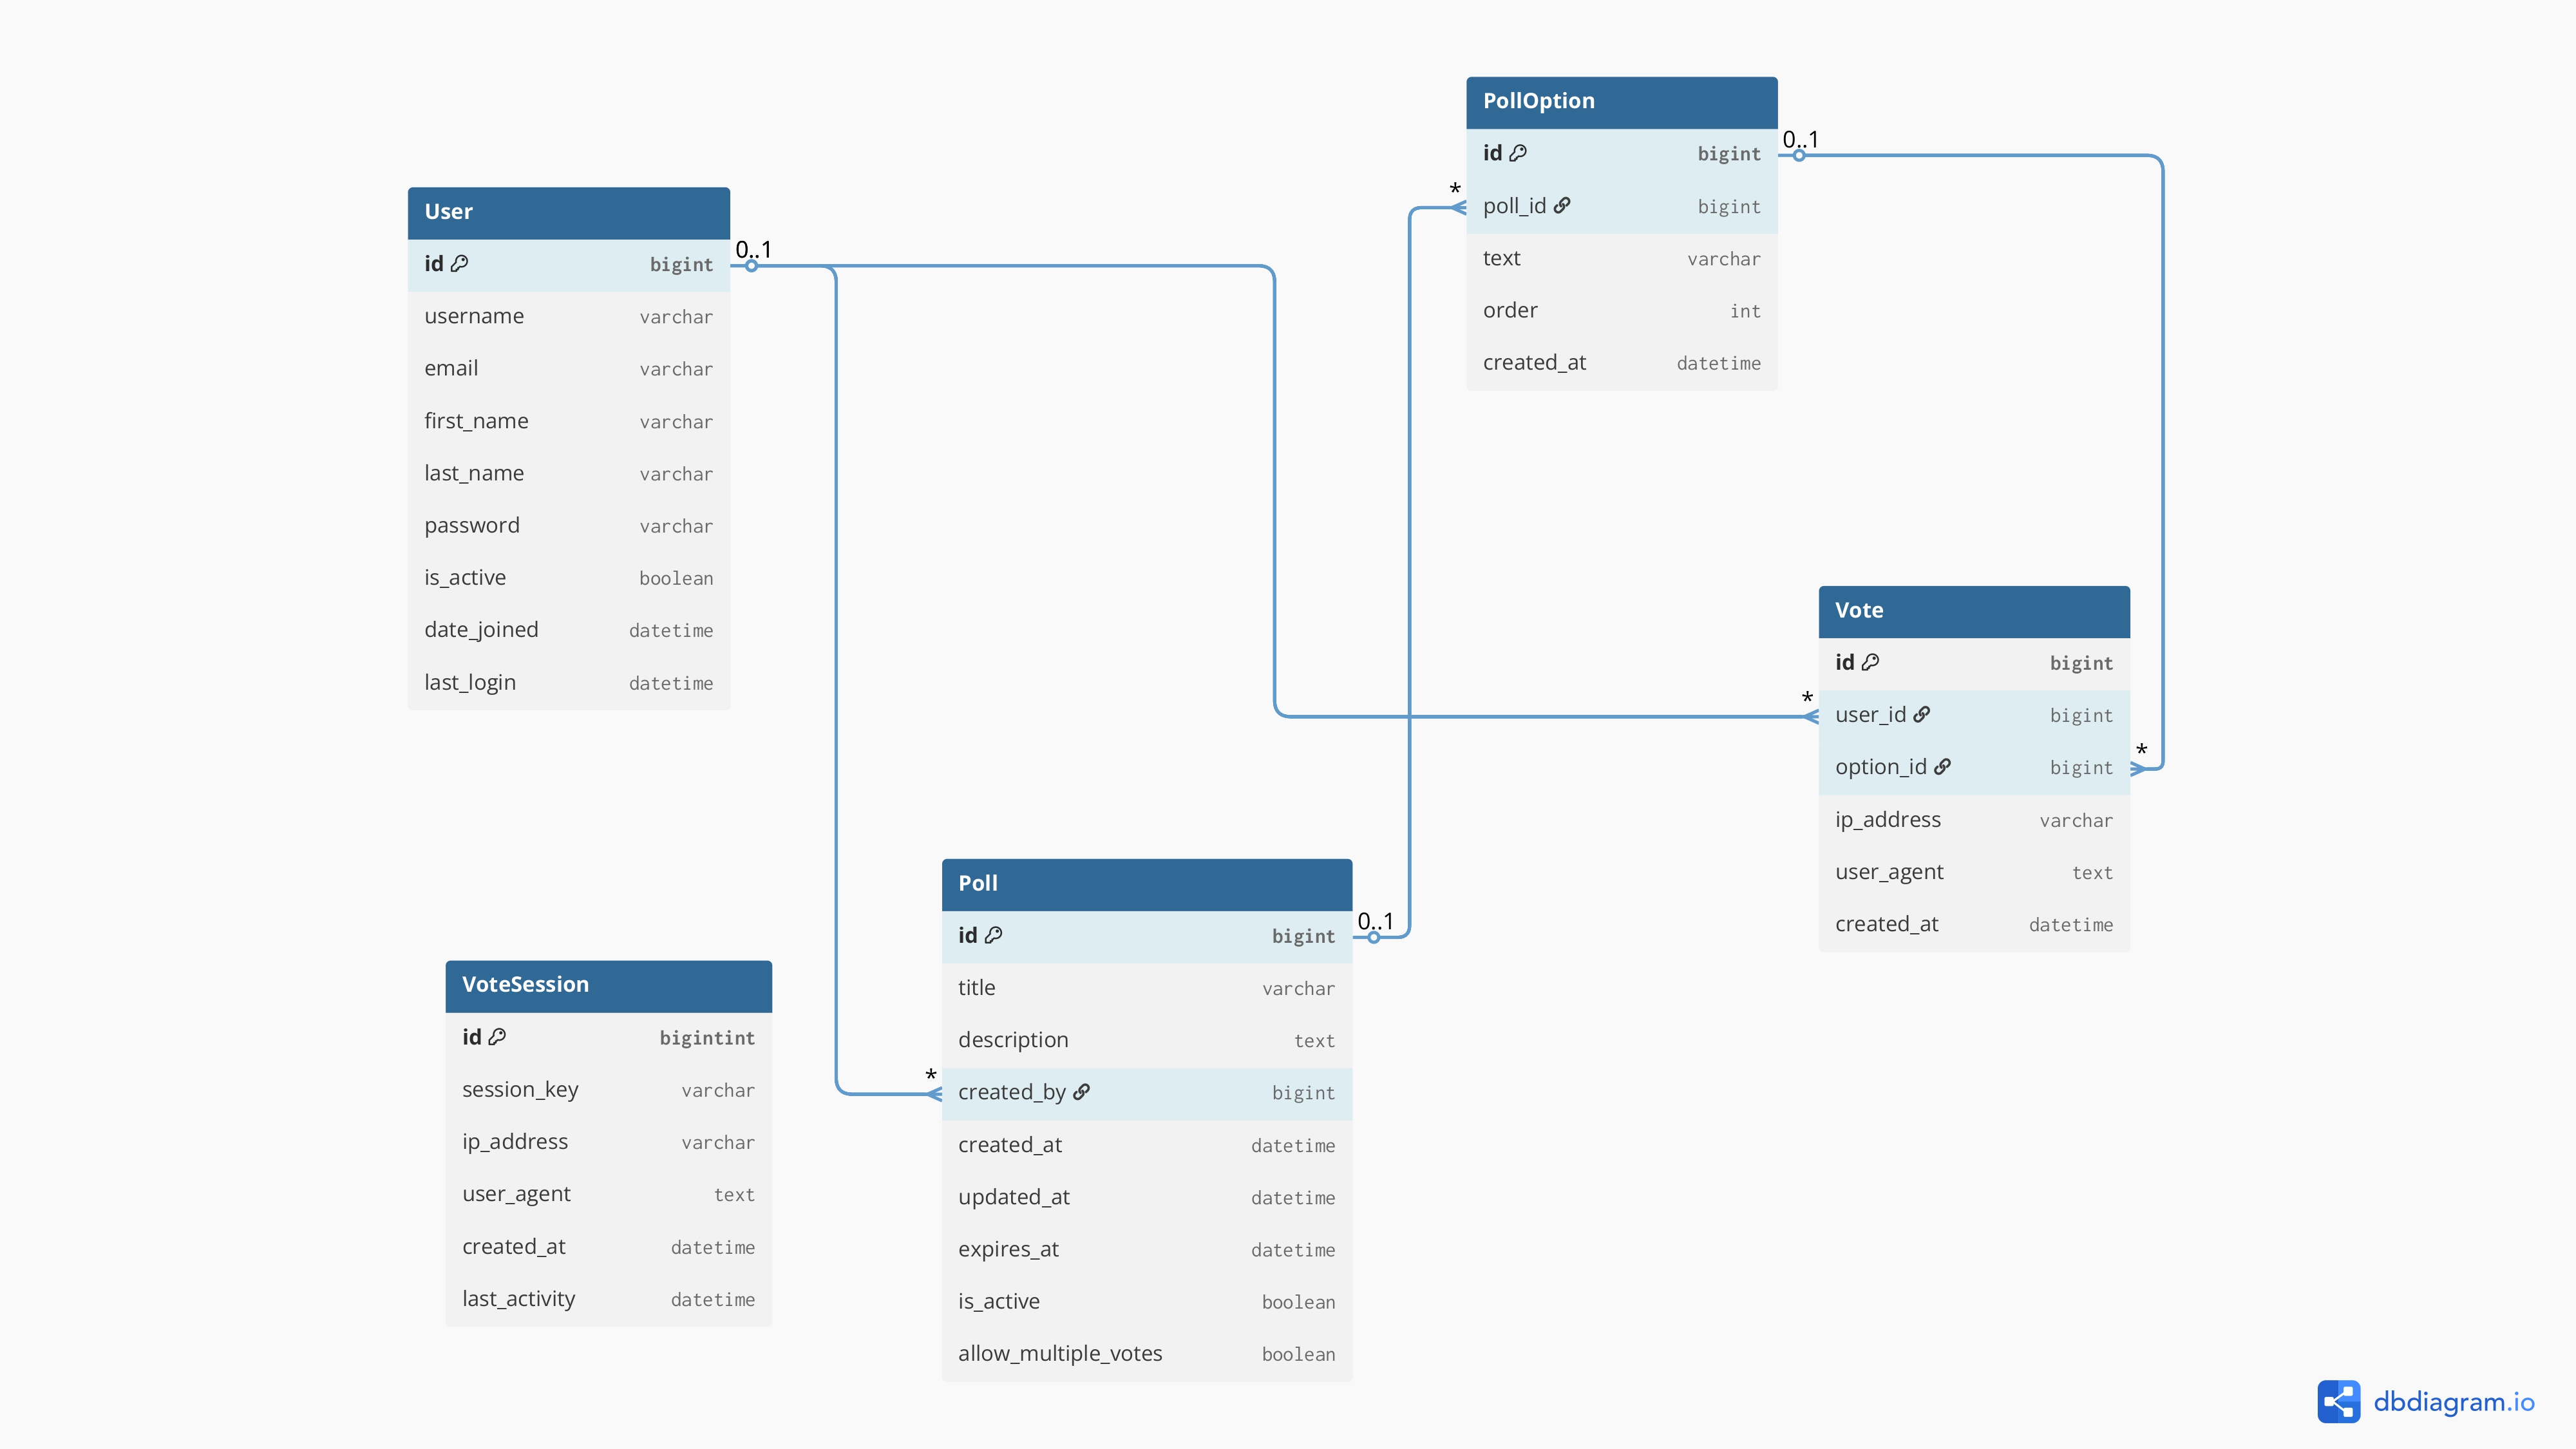 PollOption
id bigint
poll_id bigint
text varchar
order int
created_at datetime
0..1
*
User
id bigint
username varchar
email varchar
first_name varchar
last_name varchar
password varchar
is_active boolean
date_joined datetime
last_login datetime
0..1
Vote
id bigint
user_id bigint
option_id bigint
ip_address varchar
user_agent text
created_at datetime
*
*
Poll
id bigint
title varchar
description text
created_by bigint
created_at datetime
updated_at datetime
expires_at datetime
is_active boolean
allow_multiple_votes boolean
0..1
*
VoteSession
id bigintint
session_key varchar
ip_address varchar
user_agent text
created_at datetime
last_activity datetime
dbdiagram.io